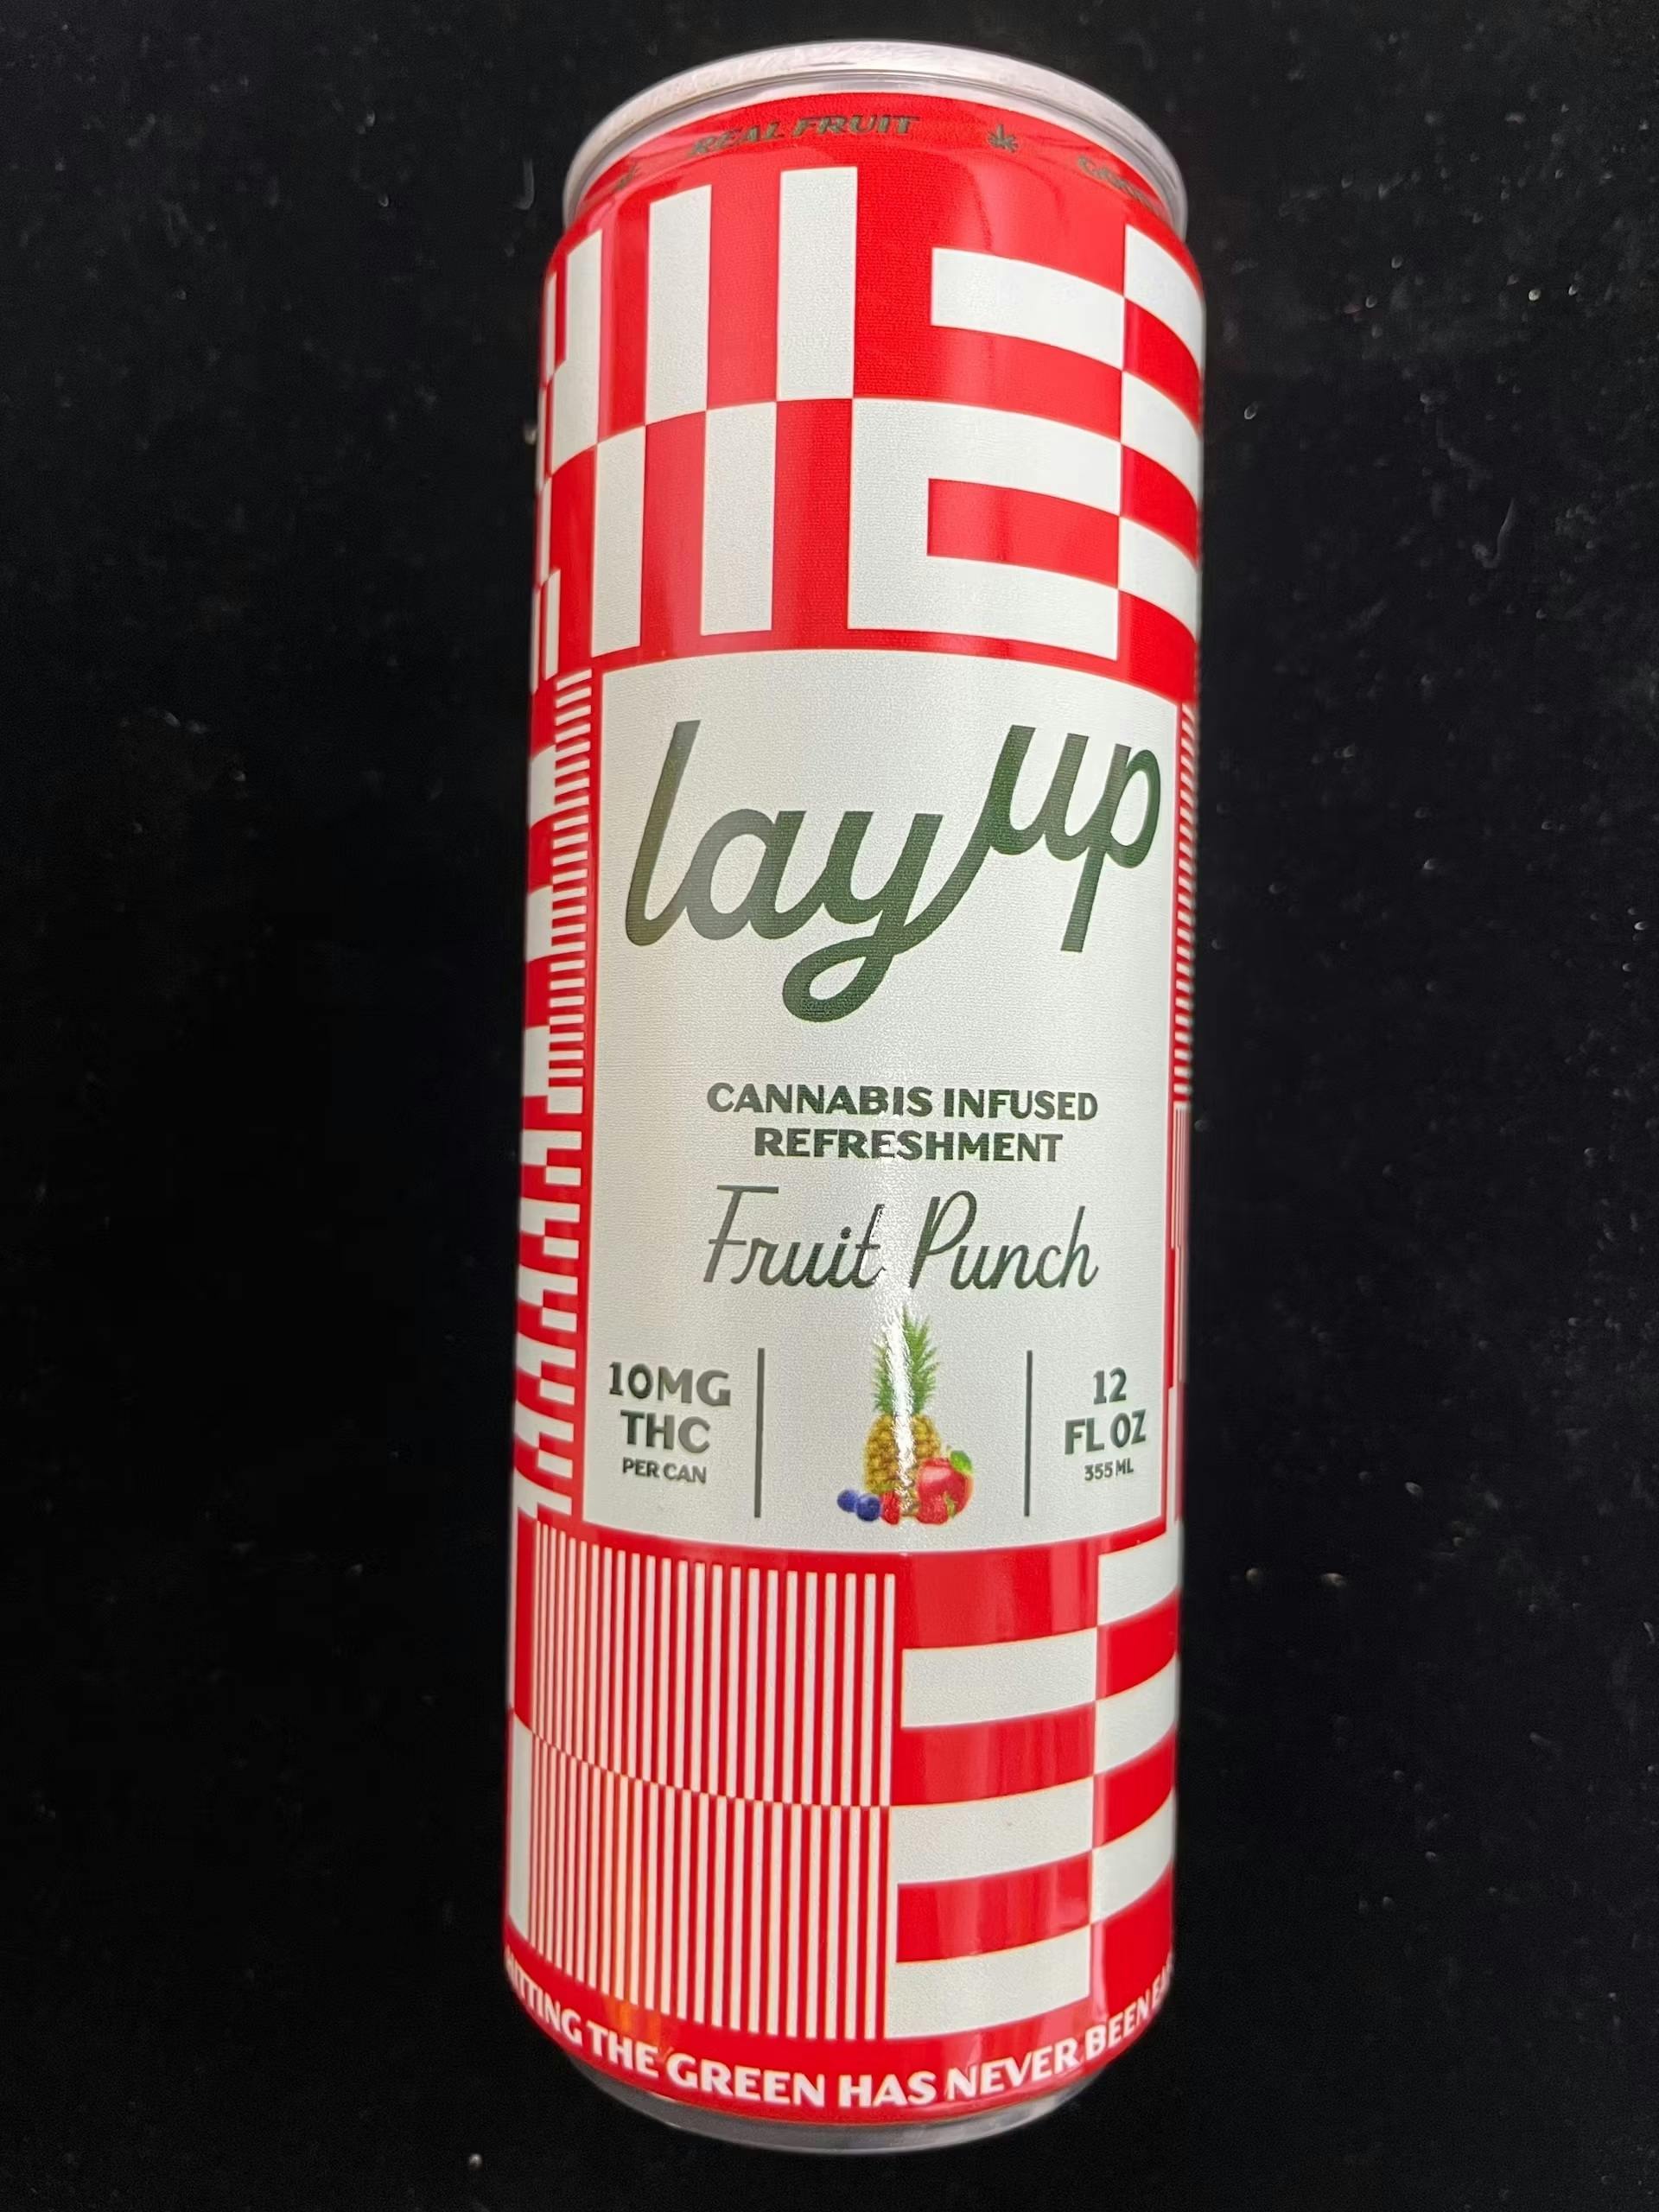 REAL FRUIT
lay up
CANNABIS INFUSED
REFRESHMENT
Fruit Punch
10MG
THC
PER CAN
12
FL OZ
355 ML
THE GREEN HAS NEVER BEEN